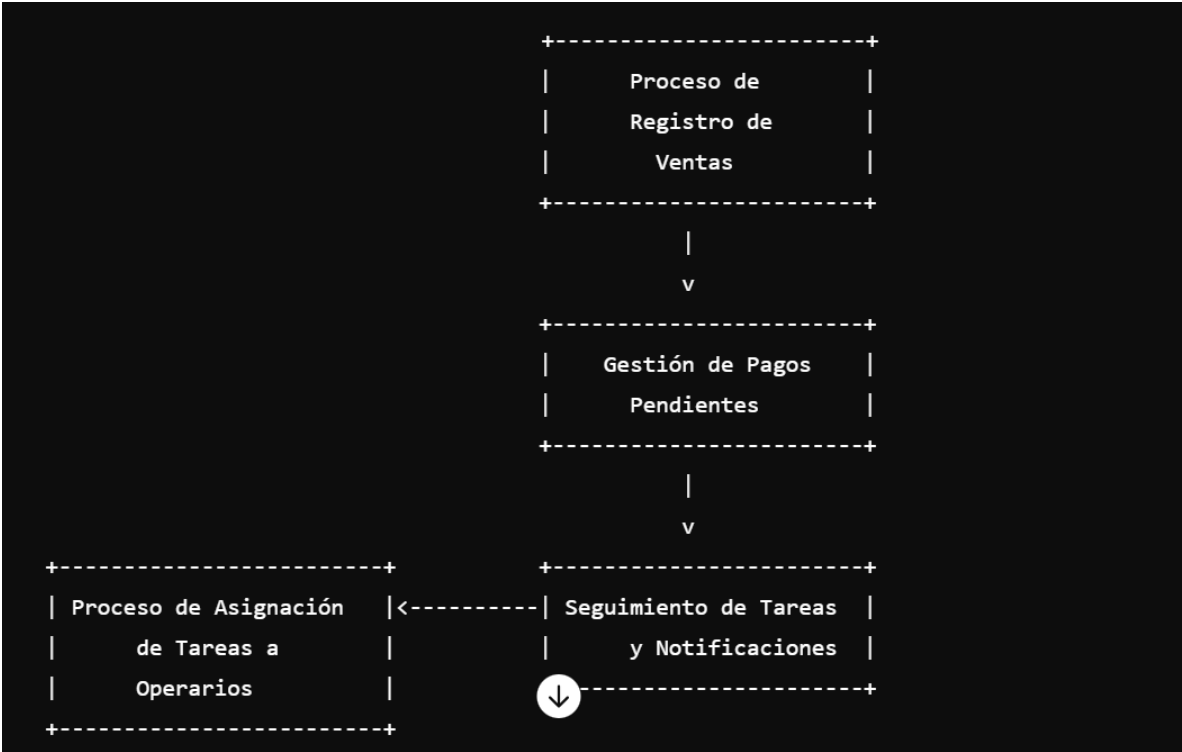 +------------------------+
|      Proceso de        |
|      Registro de       |
|        Ventas          |
+------------------------+
|
v
+------------------------+
|    Gestión de Pagos    |
|      Pendientes        |
+------------------------+
|
v
+-------------------------+           +------------------------+
| Proceso de Asignación   |<----------| Seguimiento de Tareas  |
|      de Tareas a        |           |      y Notificaciones  |
|      Operarios          |           ----------------------+
+-------------------------+